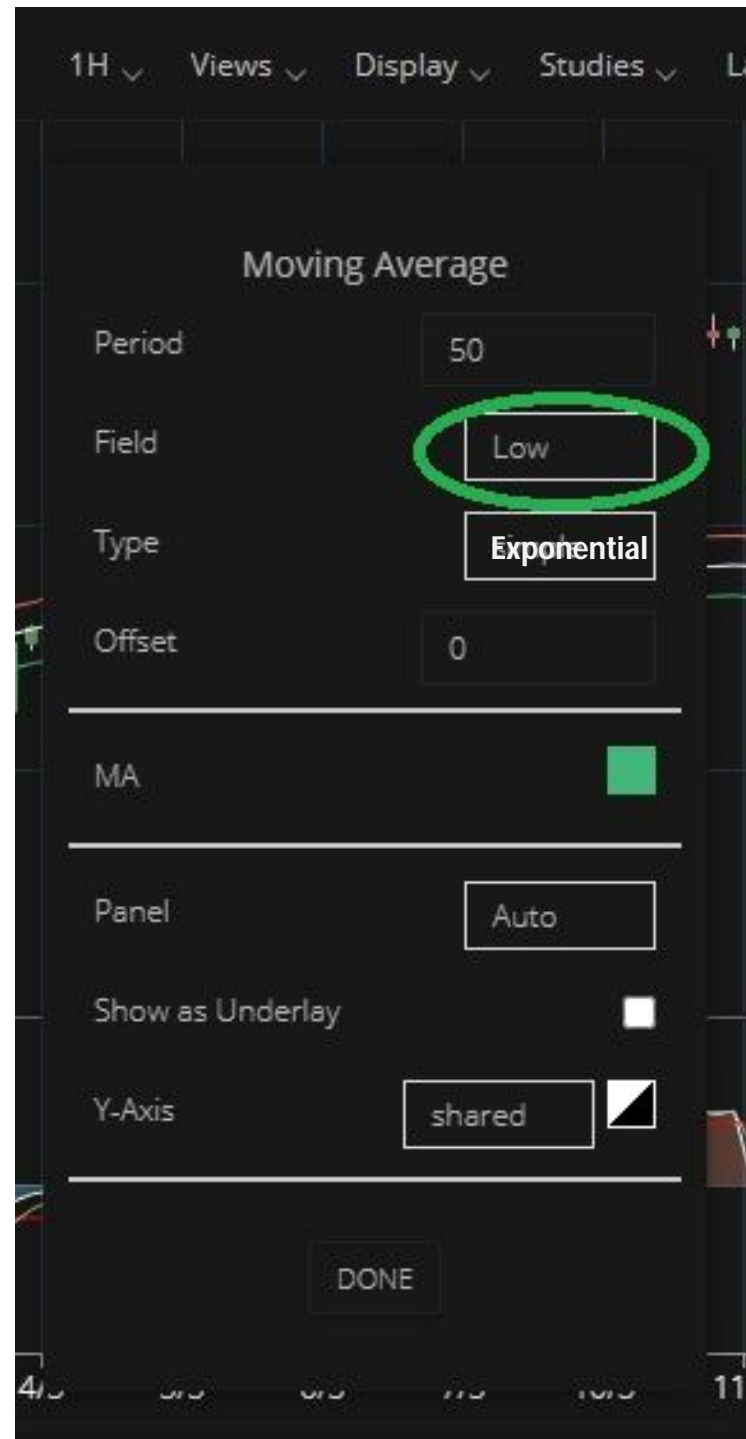 1H Views Display Studies
Moving Average
Period 50
Field Low
Type Exponential
Offset 0
MA
Panel Auto
Show as Underlay
Y-Axis shared
DONE
11